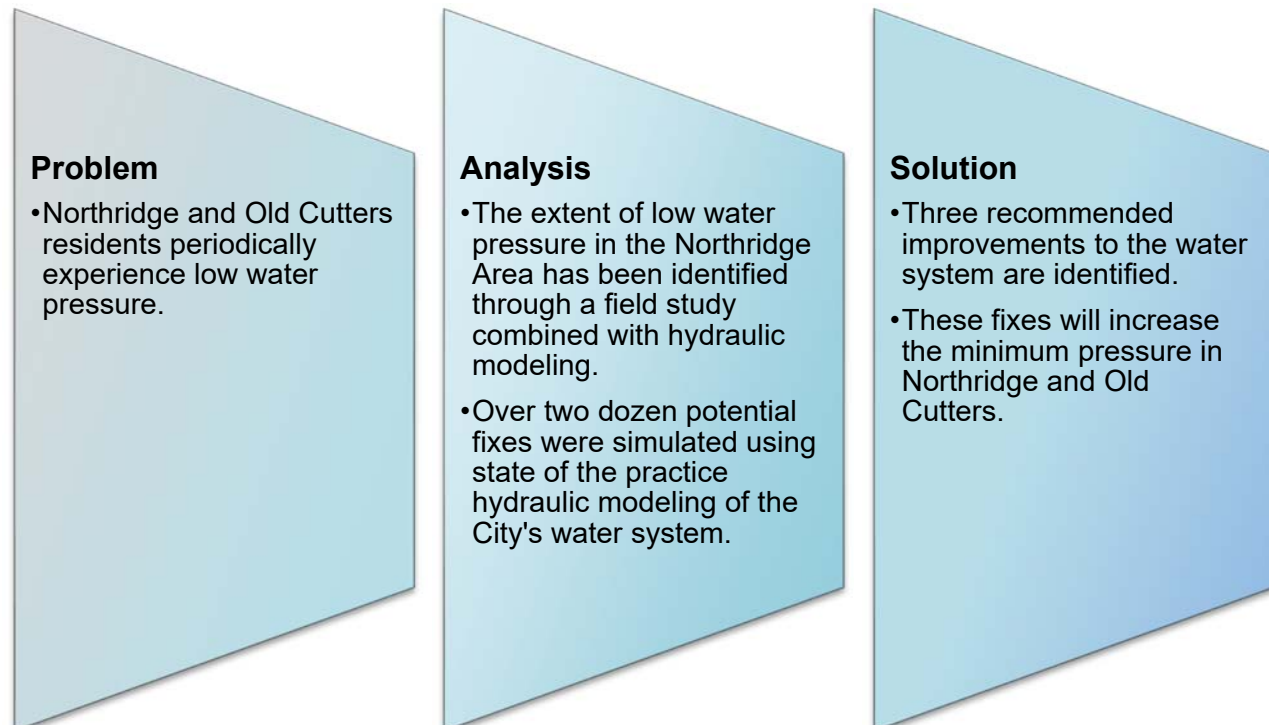 Problem
•Northridge and Old Cutters
residents periodically
experience low water
pressure.
Analysis
•The extent of low water
pressure in the Northridge
Area has been identified
through a field study
combined with hydraulic
modeling.
•Over two dozen potential
fixes were simulated using
state of the practice
hydraulic modeling of the
City's water system.
Solution
•Three recommended
improvements to the water
system are identified.
•These fixes will increase
the minimum pressure in
Northridge and Old
Cutters.